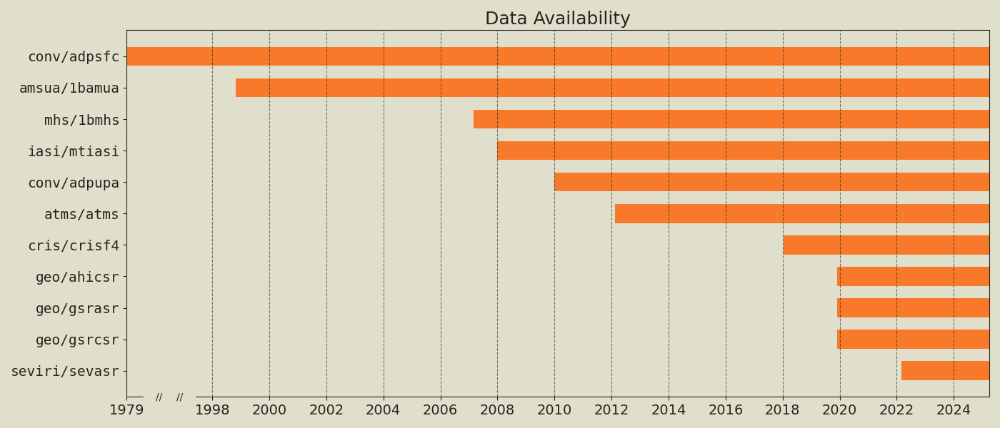 Data Availability
conv/adpsfc
amsua/1bamua
mhs/1bmhs
iasi/mtiasi
conv/adpupa
atms/atms
cris/crisf4
geo/ahicsr
geo/gsrasr
geo/gsrcsr
seviri/sevasr
// //
1979 1998 2000 2002 2004 2006 2008 2010 2012 2014 2016 2018 2020 2022 2024